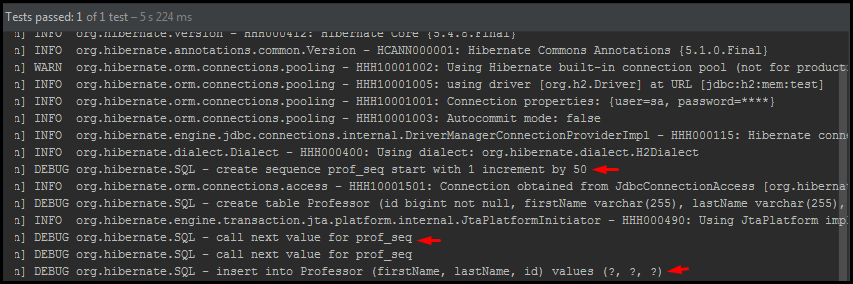 Tests passed: 1 of 1 test – 5 s 224 ms
n] INFO org.hibernate.Version - HHH000412: Hibernate Core {5.4.8.Final}
n] INFO org.hibernate.annotations.common.Version - HCANN000001: Hibernate Commons Annotations {5.1.0.Final}
n] WARN org.hibernate.orm.connections.pooling - HHH10001002: Using Hibernate built-in connection pool (not for product
n] INFO org.hibernate.orm.connections.pooling - HHH10001005: using driver [org.h2.Driver] at URL [jdbc:h2:mem:test]
n] INFO org.hibernate.orm.connections.pooling - HHH10001001: Connection properties: {user=sa, password=****}
n] INFO org.hibernate.orm.connections.pooling - HHH10001003: Autocommit mode: false
n] INFO org.hibernate.engine.jdbc.connections.internal.DriverManagerConnectionProviderImpl - HHH000115: Hibernate conne
n] INFO org.hibernate.dialect.Dialect - HHH000400: Using dialect: org.hibernate.dialect.H2Dialect
n] DEBUG org.hibernate.SQL - create sequence prof_seq start with 1 increment by 50
n] INFO org.hibernate.orm.connections.access - HHH10001501: Connection obtained from JdbcConnectionAccess [org.hibernat
n] DEBUG org.hibernate.SQL - create table Professor (id bigint not null, firstName varchar(255), lastName varchar(255),
n] INFO org.hibernate.engine.transaction.jta.platform.internal.JtaPlatformInitiator - HHH000490: Using JtaPlatform impl
n] DEBUG org.hibernate.SQL - call next value for prof_seq
n] DEBUG org.hibernate.SQL - call next value for prof_seq
n] DEBUG org.hibernate.SQL - insert into Professor (firstName, lastName, id) values (?, ?, ?)